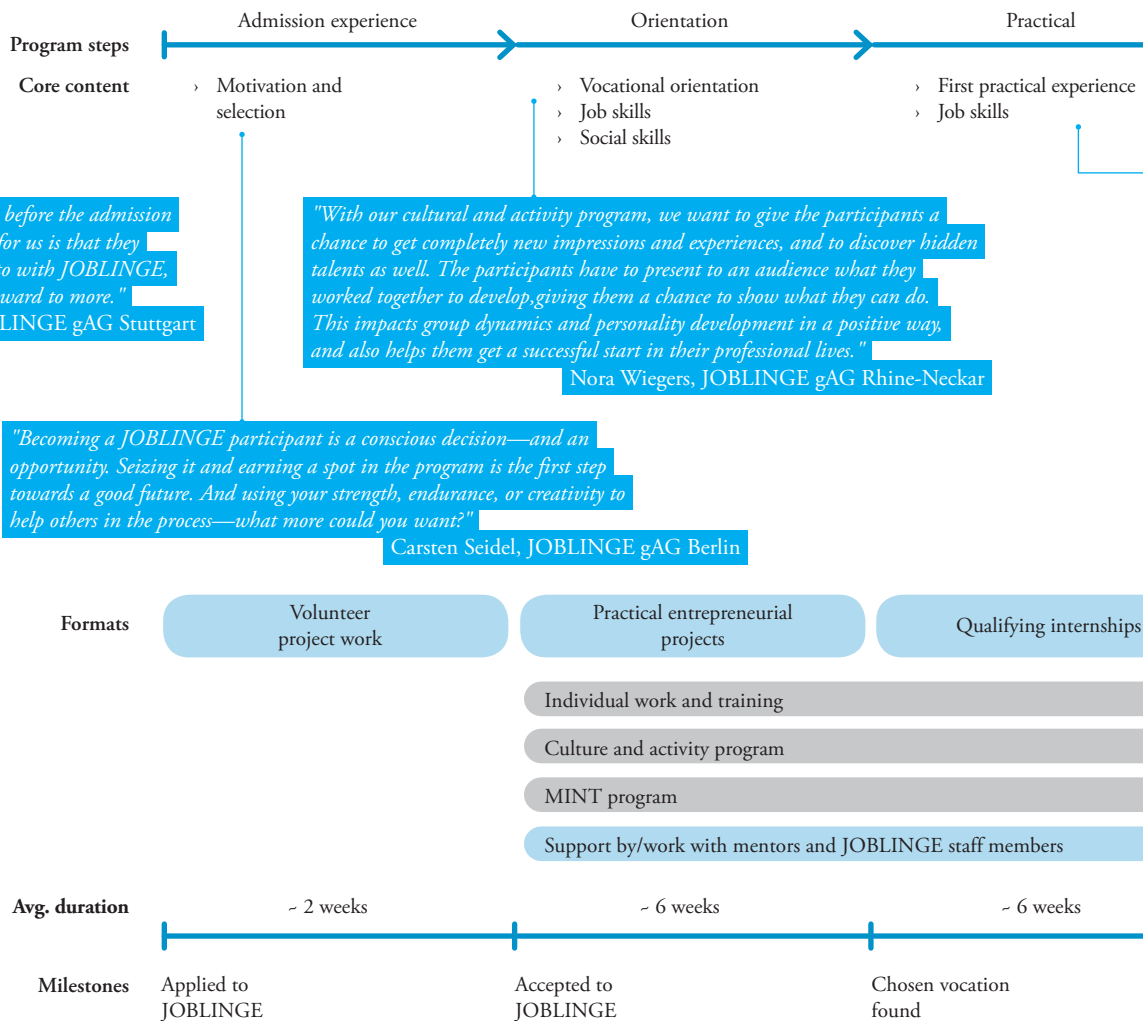 Admission experience
Orientation
Practical
Program steps
Core content
› Motivation and
selection
› Vocational orientation
› Job skills
› Social skills
› First practical experience
› Job skills
before the admission
for us is that they
to with JOBLINGE,
ward to more."
LINGE gAG Stuttgart
"With our cultural and activity program, we want to give the participants a
chance to get completely new impressions and experiences, and to discover hidden
talents as well. The participants have to present to an audience what they
worked together to develop,giving them a chance to show what they can do.
This impacts group dynamics and personality development in a positive way,
and also helps them get a successful start in their professional lives."
Nora Wiegers, JOBLINGE gAG Rhine-Neckar
"Becoming a JOBLINGE participant is a conscious decision—and an
opportunity. Seizing it and earning a spot in the program is the first step
towards a good future. And using your strength, endurance, or creativity to
help others in the process—what more could you want?"
Carsten Seidel, JOBLINGE gAG Berlin
Formats
Volunteer
project work
Practical entrepreneurial
projects
Qualifying internships
Individual work and training
Culture and activity program
MINT program
Support by/work with mentors and JOBLINGE staff members
Avg. duration
~ 2 weeks
~ 6 weeks
~ 6 weeks
Milestones
Applied to
JOBLINGE
Accepted to
JOBLINGE
Chosen vocation
found